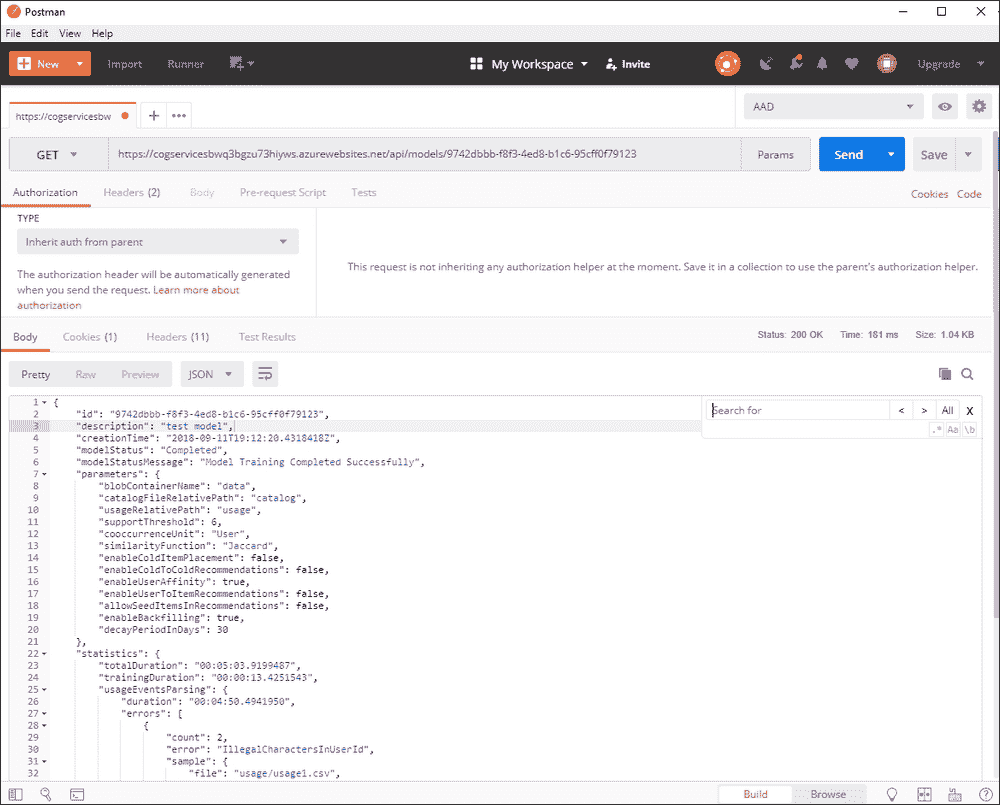 Postman
File Edit View Help
New Import Runner My Workspace Invite Upgrade
https://cogservicesbw AAD
GET https://cogservicesbwq3bgzu73hiyws.azurewebsites.net/api/models/9742dbbb-f8f3-4ed8-b1c6-95cff0f79123 Params Send Save
Authorization Headers (2) Body Pre-request Script Tests Cookies Code
TYPE
Inherit auth from parent
The authorization header will be automatically generated
when you send the request. Learn more about
authorization
This request is not inheriting any authorization helper at the moment. Save it in a collection to use the parent's authorization helper.
Body Cookies (1) Headers (11) Test Results Status: 200 OK Time: 181 ms Size: 1.04 KB
Pretty Raw Preview JSON
Search for < > All X
.* Aa \b
1 {
2 "id": "9742dbbb-f8f3-4ed8-b1c6-95cff0f79123",
3 "description": "test model",
4 "creationTime": "2018-09-11T19:12:20.4318418Z",
5 "modelStatus": "Completed",
6 "modelStatusMessage": "Model Training Completed Successfully",
7 "parameters": {
8 "blobContainerName": "data",
9 "catalogFileRelativePath": "catalog",
10 "usageRelativePath": "usage",
11 "supportThreshold": 6,
12 "cooccurrenceUnit": "User",
13 "similarityFunction": "Jaccard",
14 "enableColdItemPlacement": false,
15 "enableColdToColdRecommendations": false,
16 "enableUserAffinity": true,
17 "enableUserToItemRecommendations": false,
18 "allowSeedItemsInRecommendations": false,
19 "enableBackfilling": true,
20 "decayPeriodInDays": 30
21 },
22 "statistics": {
23 "totalDuration": "00:05:03.9199487",
24 "trainingDuration": "00:00:13.4251543",
25 "usageEventsParsing": {
26 "duration": "00:04:50.4941950",
27 "errors": [
28 {
29 "count": 2,
30 "error": "IllegalCharactersInUserId",
31 "sample": {
32 "file": "usage/usage1.csv",
Build Browse